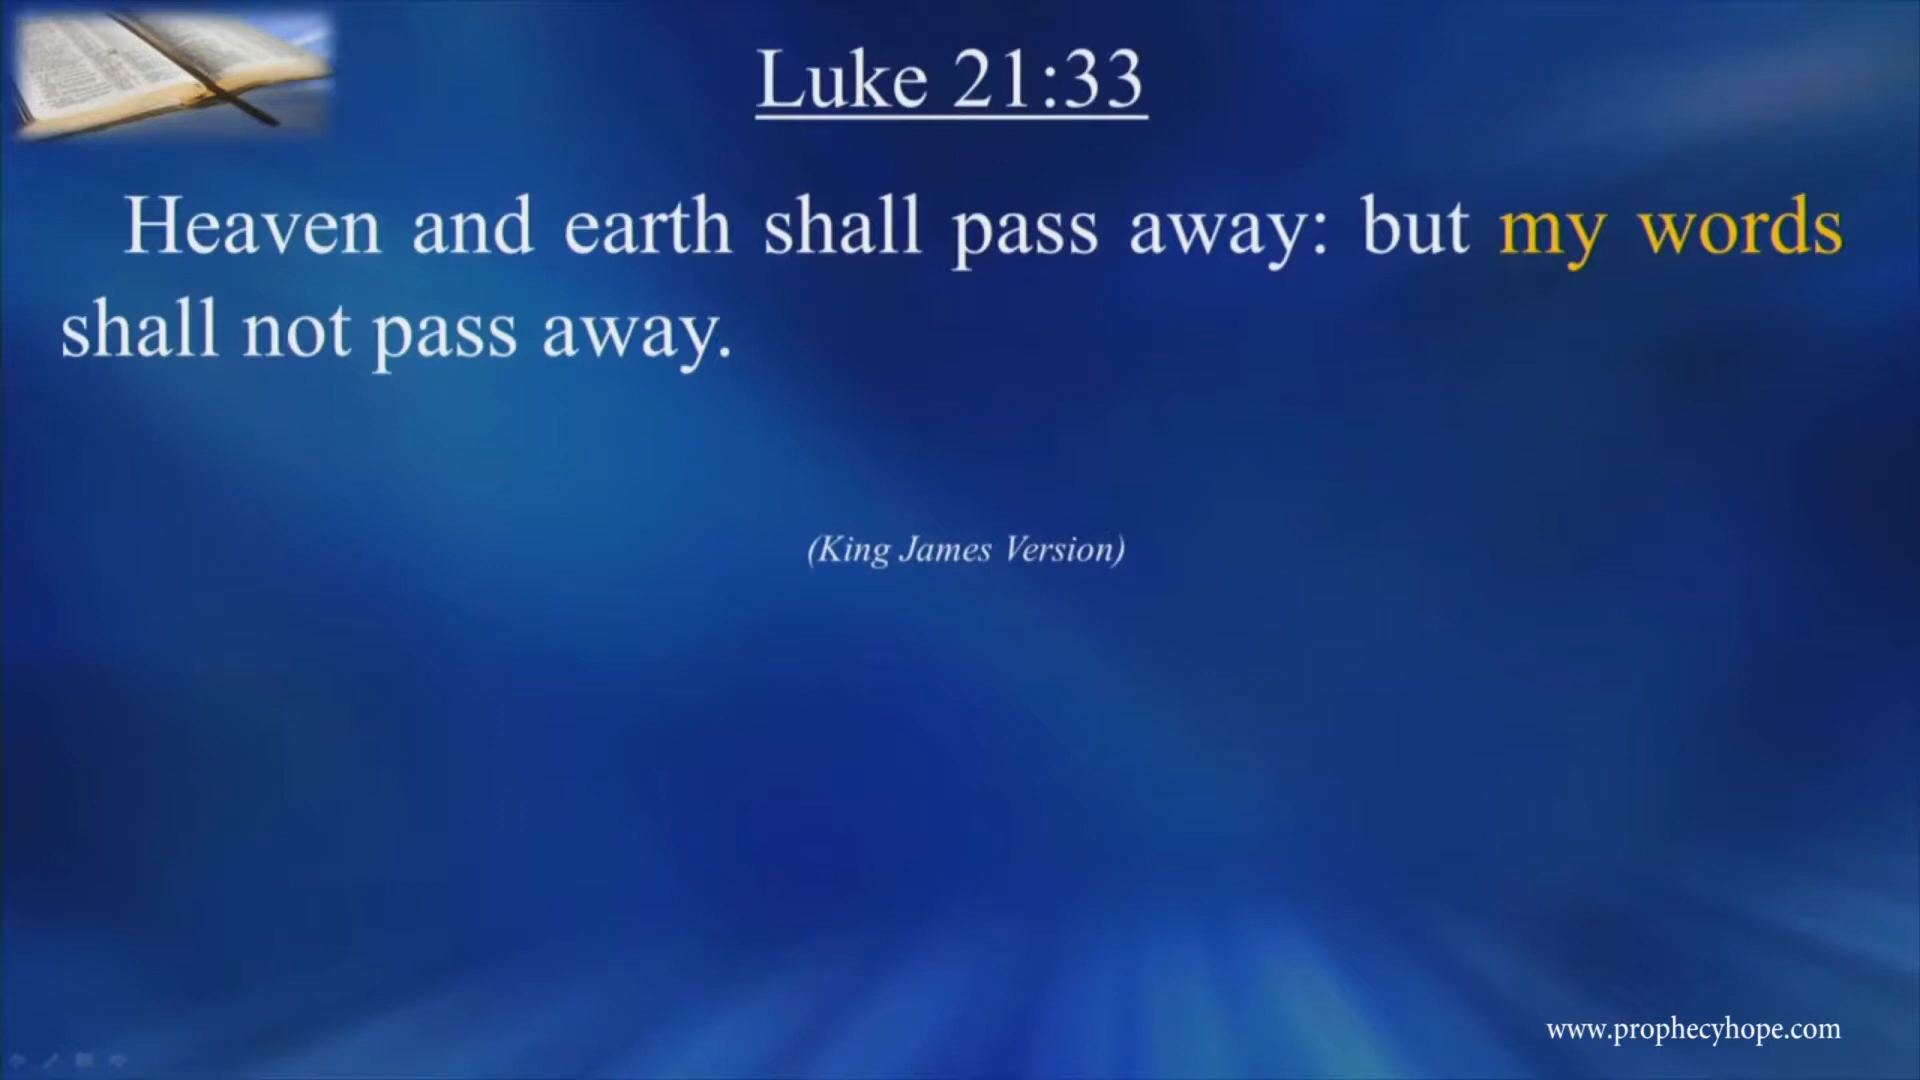 Luke 21:33
Heaven and earth shall pass away: but my words
shall not pass away.
(King James Version)
www.prophecyhope.com